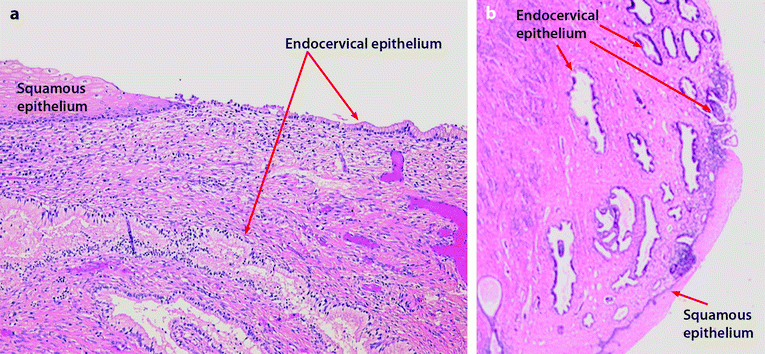 a
Endocervical epithelium
Squamous
epithelium
b
Endocervical
epithelium
Squamous
epithelium